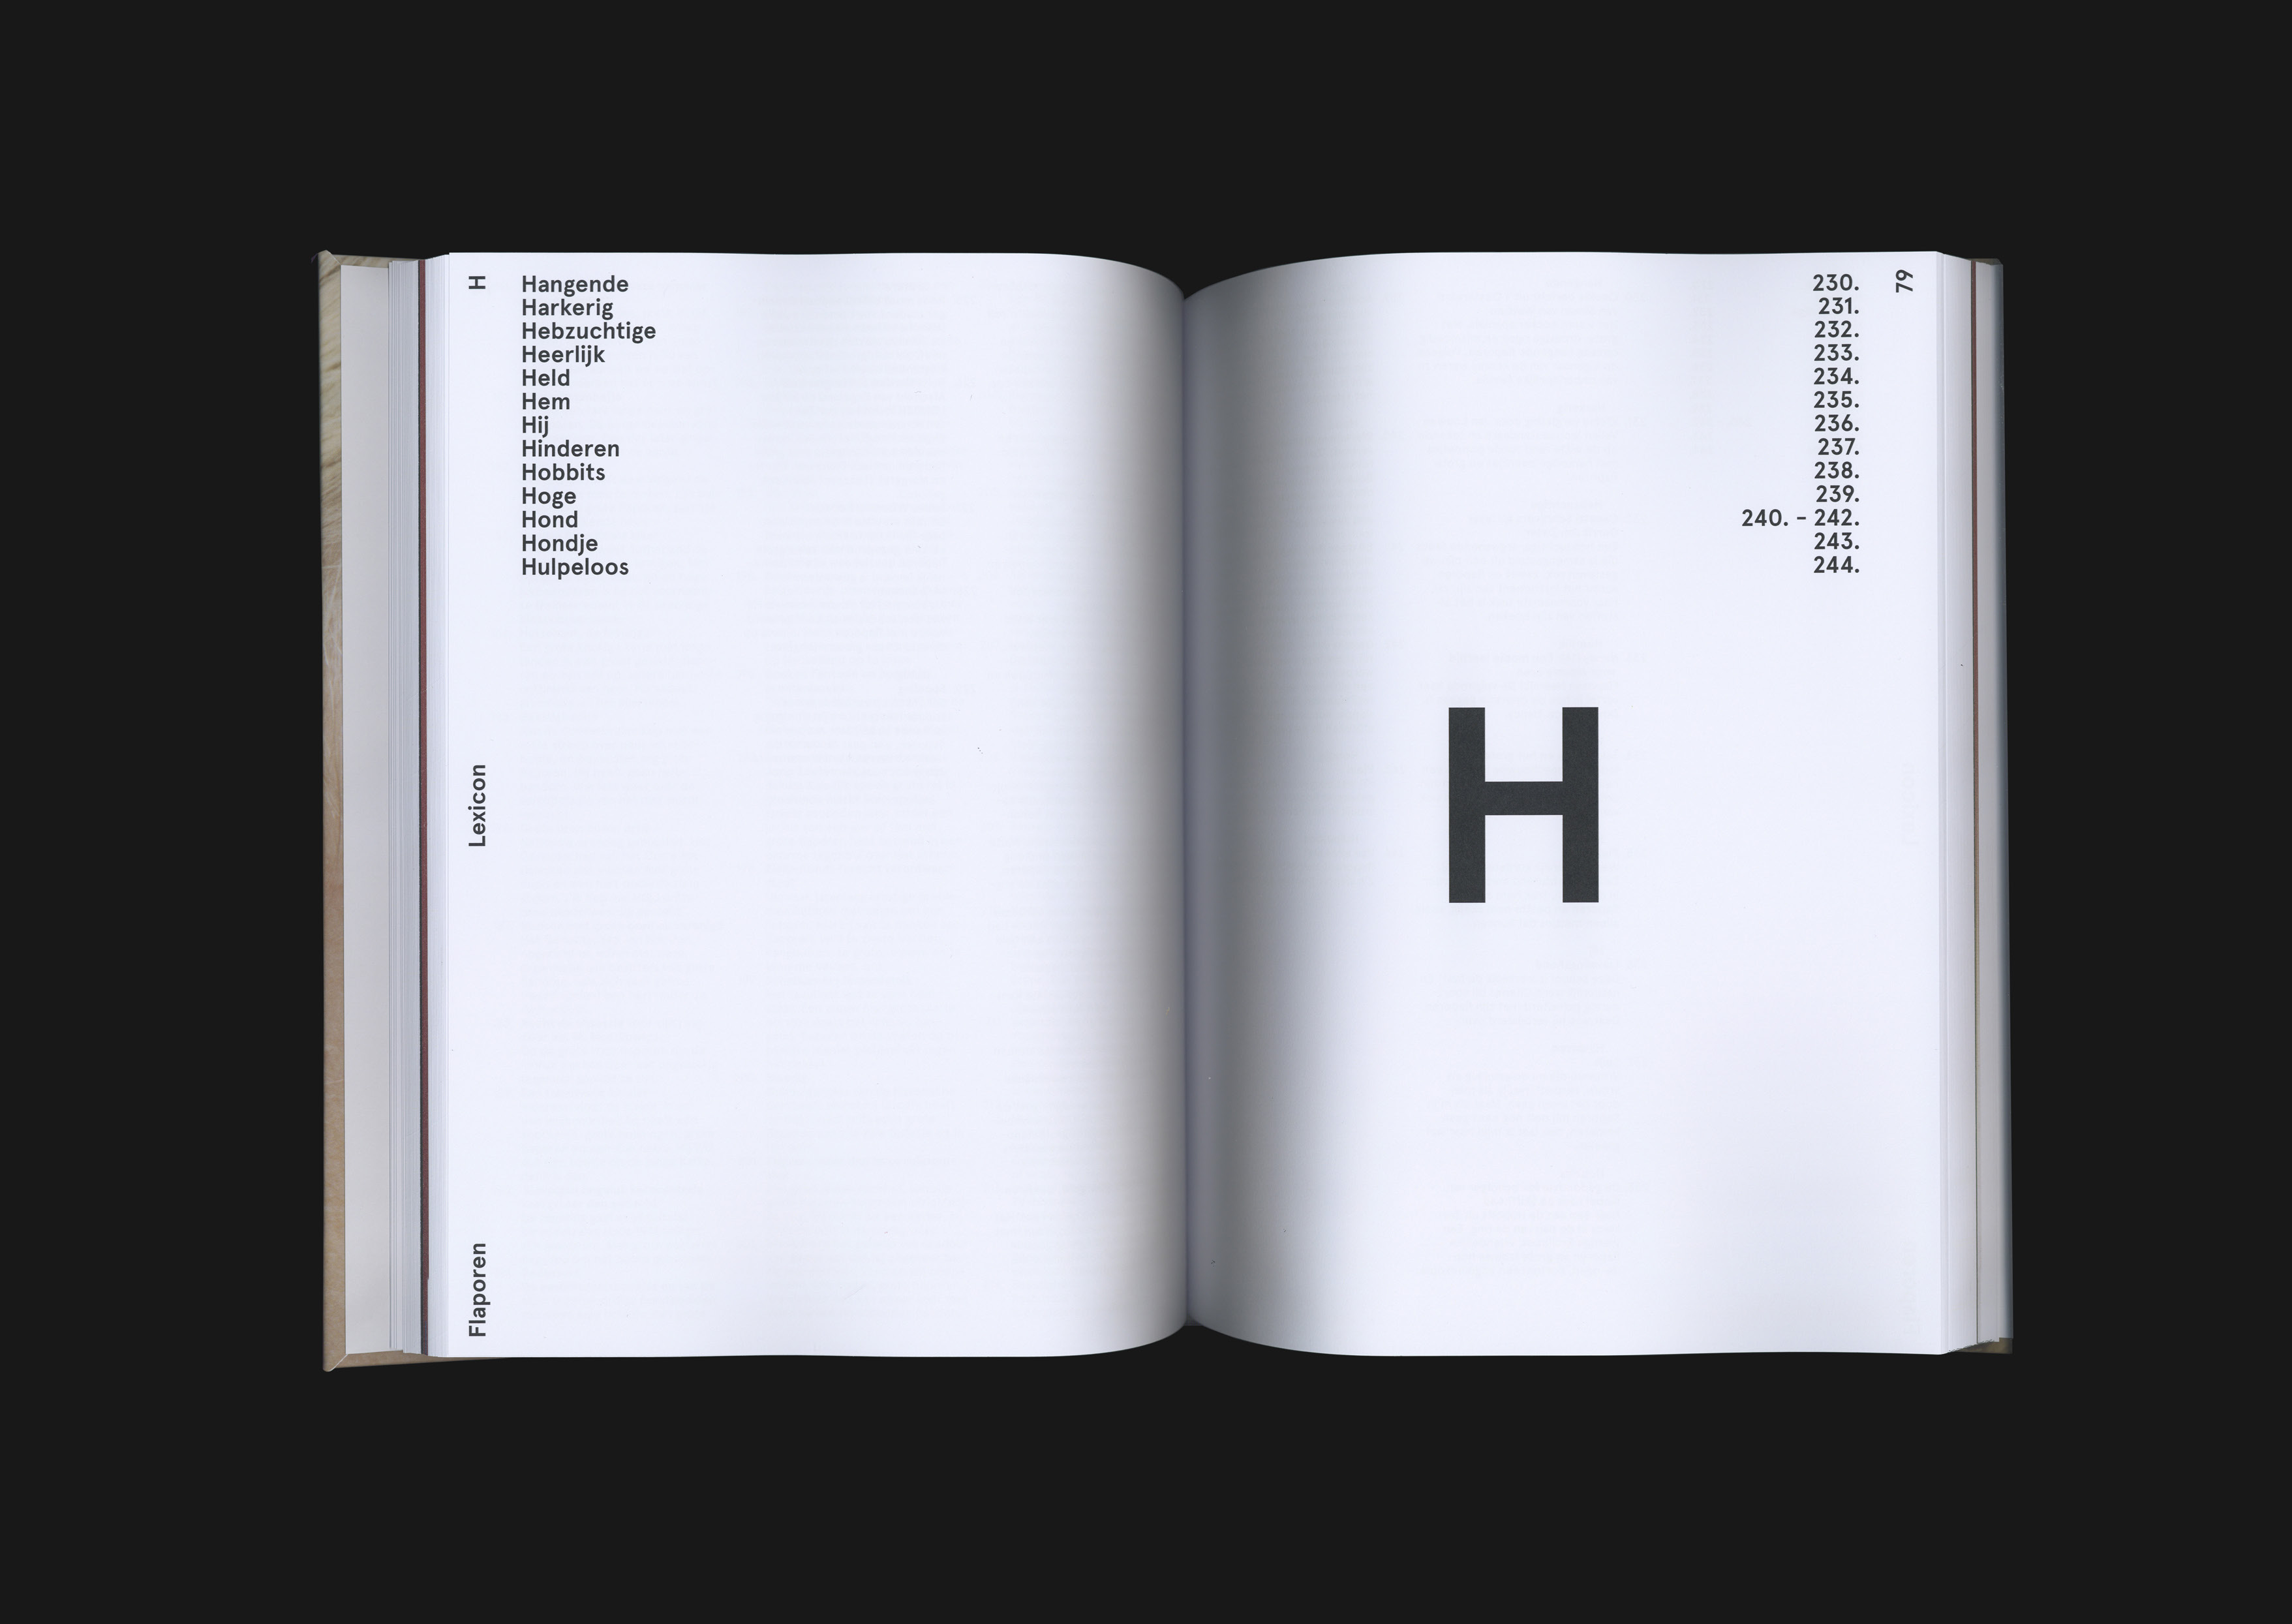 H
Hangende
Harkerig
Hebzuchtige
Heerlijk
Held
Hem
Hij
Hinderen
Hobbits
Hoge
Hond
Hondje
Hulpeloos
Lexicon
Flaporen
230.
231.
232.
233.
234.
235.
236.
237.
238.
239.
240. – 242.
243.
244.
79
H